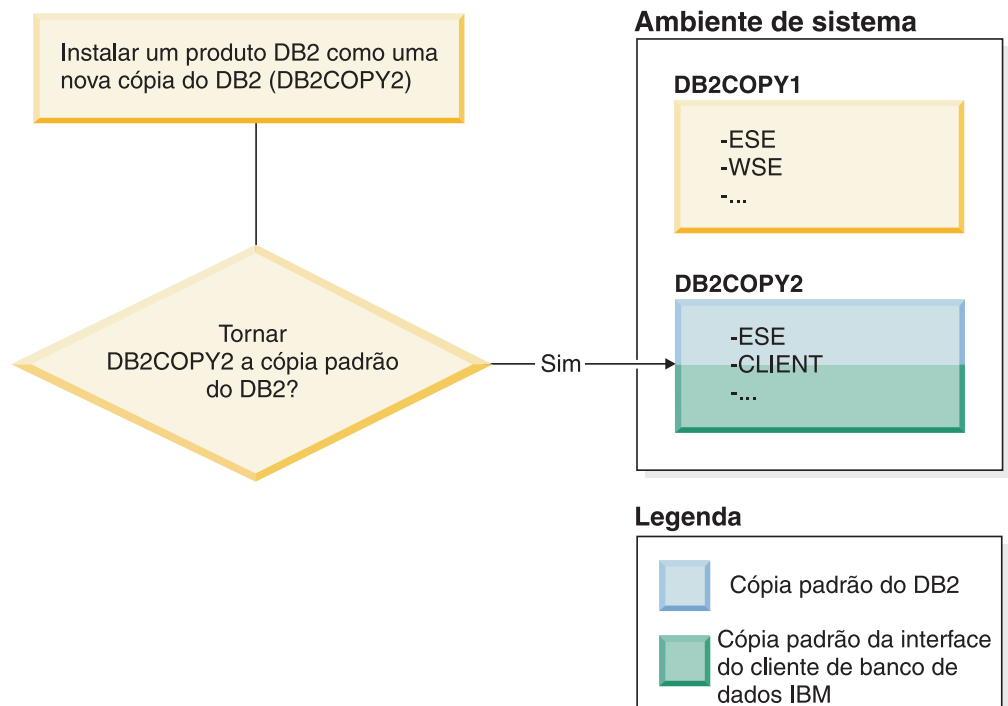 Instalar um produto DB2 como uma
nova cópia do DB2 (DB2COPY2)
Tornar
DB2COPY2 a cópia padrão
do DB2?
Sim
Ambiente de sistema
DB2COPY1
-ESE
-WSE
-...
DB2COPY2
-ESE
-CLIENT
-...
Legenda
Cópia padrão do DB2
Cópia padrão da interface
do cliente de banco de
dados IBM